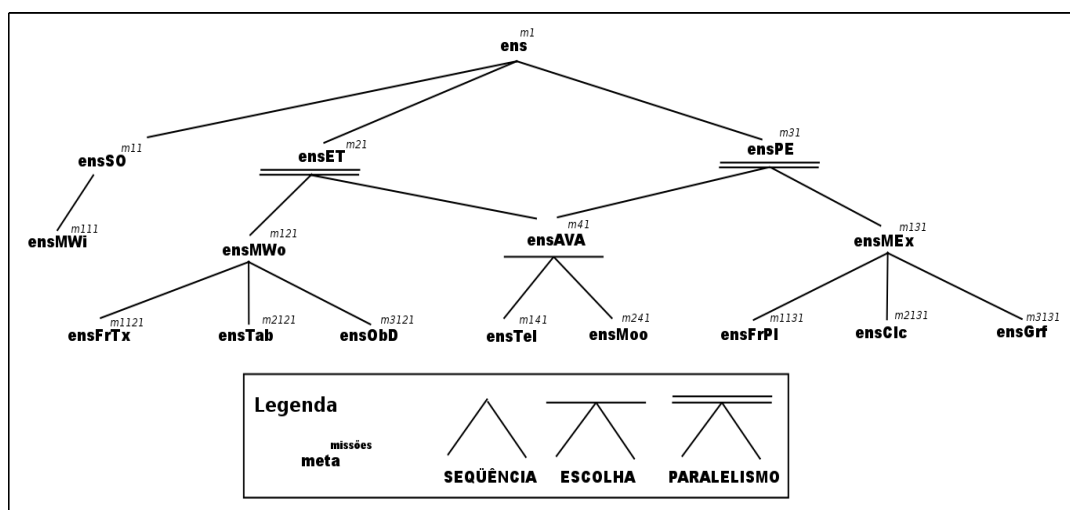 ens m1
ensSO m11
ensET m21
ensPE m31
ensMWi m111
ensMWo m121
ensAVA m41
ensMEx m131
ensFrTx m1121
ensTab m2121
ensObD m3121
ensTel m141
ensMoo m241
ensFrPl m1131
ensClc m2131
ensGrf m3131
Legenda
meta missões
SEQÜÊNCIA ESCOLHA PARALELISMO